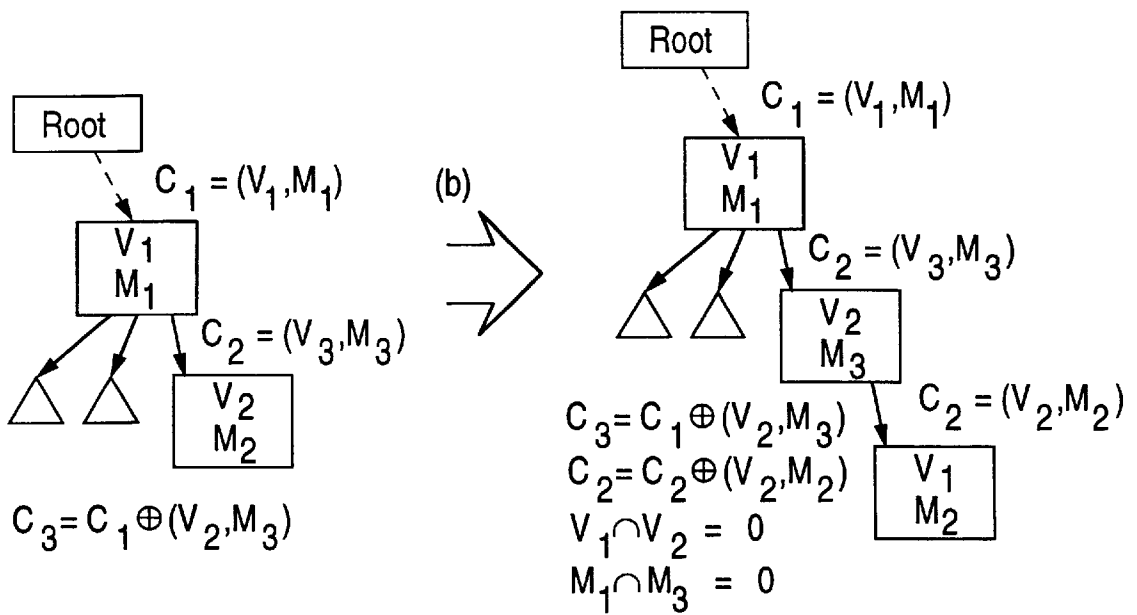 Root
C₁ = (V₁,M₁)
V₁
M₁
C₂ = (V₃,M₃)
V₂
M₂
C₃= C₁⊕(V₂,M₃)
(b)
Root
C₁ = (V₁,M₁)
V₁
M₁
C₂ = (V₃,M₃)
V₂
M₃
C₂ = (V₂,M₂)
V₁
M₂
C₃= C₁⊕(V₂,M₃)
C₂= C₂⊕(V₂,M₂)
V₁∩V₂ = 0
M₁∩M₃ = 0